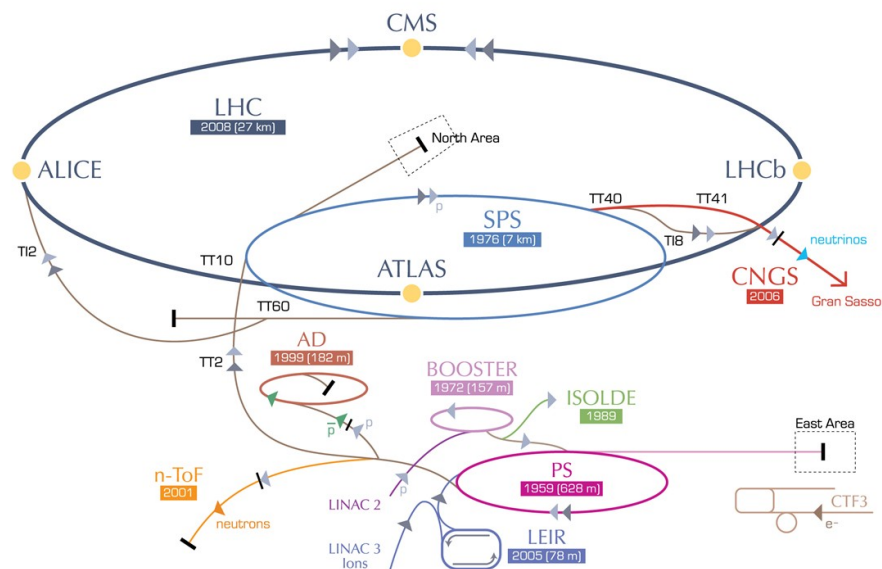 CMS
LHC
2008 (27 km)
North Area
ALICE
LHCb
TT40
TT41
p
SPS
1976 (7 km)
TI8
neutrinos
TI2
TT10
ATLAS
CNGS
2006
Gran Sasso
TT60
AD
1999 (182 m)
TT2
BOOSTER
1972 (157 m)
ISOLDE
1989
p
p
East Area
n-ToF
2001
PS
1959 (628 m)
p
LINAC 2
neutrons
CTF3
e-
LEIR
2005 (78 m)
LINAC 3
Ions